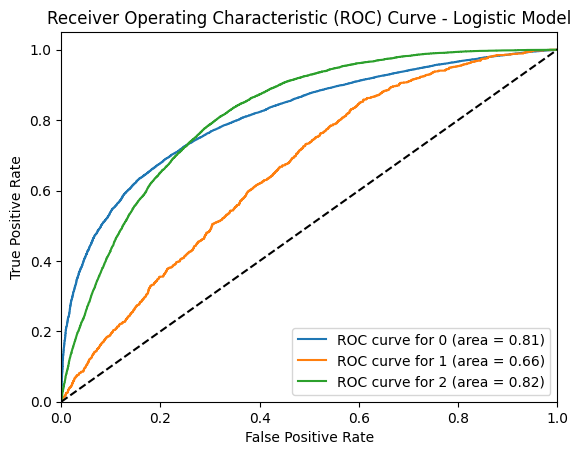 Receiver Operating Characteristic (ROC) Curve - Logistic Model
True Positive Rate
1.0
0.8
0.6
0.4
0.2
0.0
0.0 0.2 0.4 0.6 0.8 1.0
False Positive Rate
ROC curve for 0 (area = 0.81)
ROC curve for 1 (area = 0.66)
ROC curve for 2 (area = 0.82)